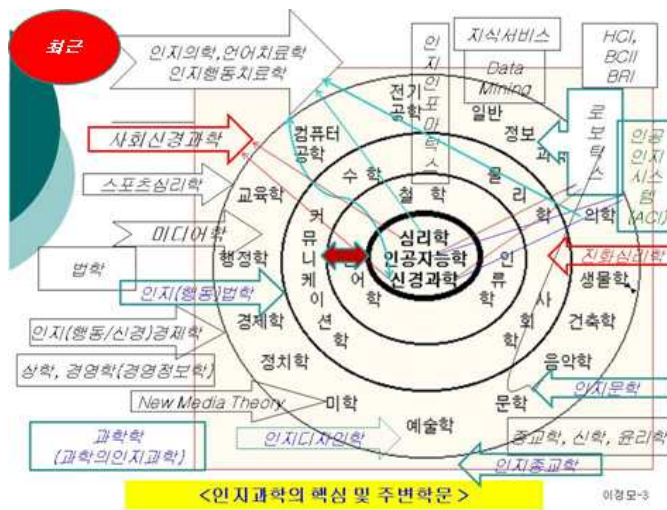 최근
인지의학,언어치료학
인지행동치료학
인지인포마틱스
지식서비스
Data
Mining
HCI,
BCII
BRI
사회신경과학
전기
공학
일반
정보
과
로보틱스
인공
인지
시스
템
(ACI)
컴퓨터
공학
수학
철학
물리학
스포츠심리학
교육학
의학
미디어학
커뮤니케이션학
심리학
인공지능학
신경과학
언어학
인류학
사회학
진화심리학
법학
행정학
생물학
인지(행동)법학
인지(행동/신경)경제학
경제학
건축학
상학, 경영학(경영정보학)
정치학
음악학
인지문학
New Media Theory
미학
문학
예술학
과학학
(과학의인지과학)
인지디자인학
종교학, 신학, 윤리학
인지종교학
<인지과학의 핵심 및 주변학문>
이정모-3